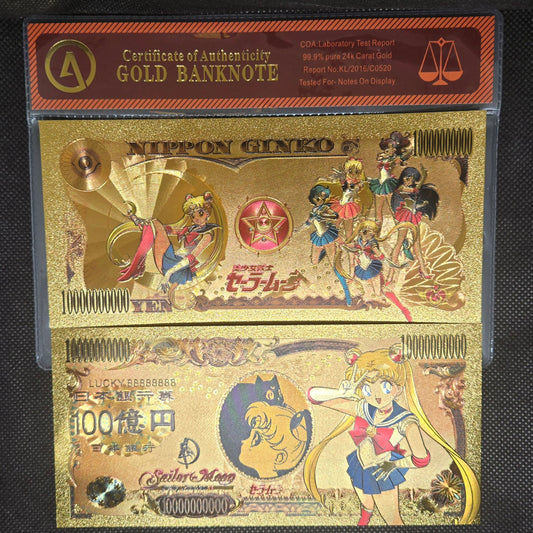 Certificate of Authenticity
GOLD BANKNOTE
COA:Laboratory Test Report
99.9% pure 24k Carat Gold
Report No.KL/2015/C0520
Tested For- Notes On Display
NIPPON GINKO
10000000000
美少女戦士
セーラームーン
10000000000
YEN
10000000000
10000000000
LUCKY 88888888
日本銀行券
100億円
日本銀行
Sailor Moon
セーラームーン
10000000000